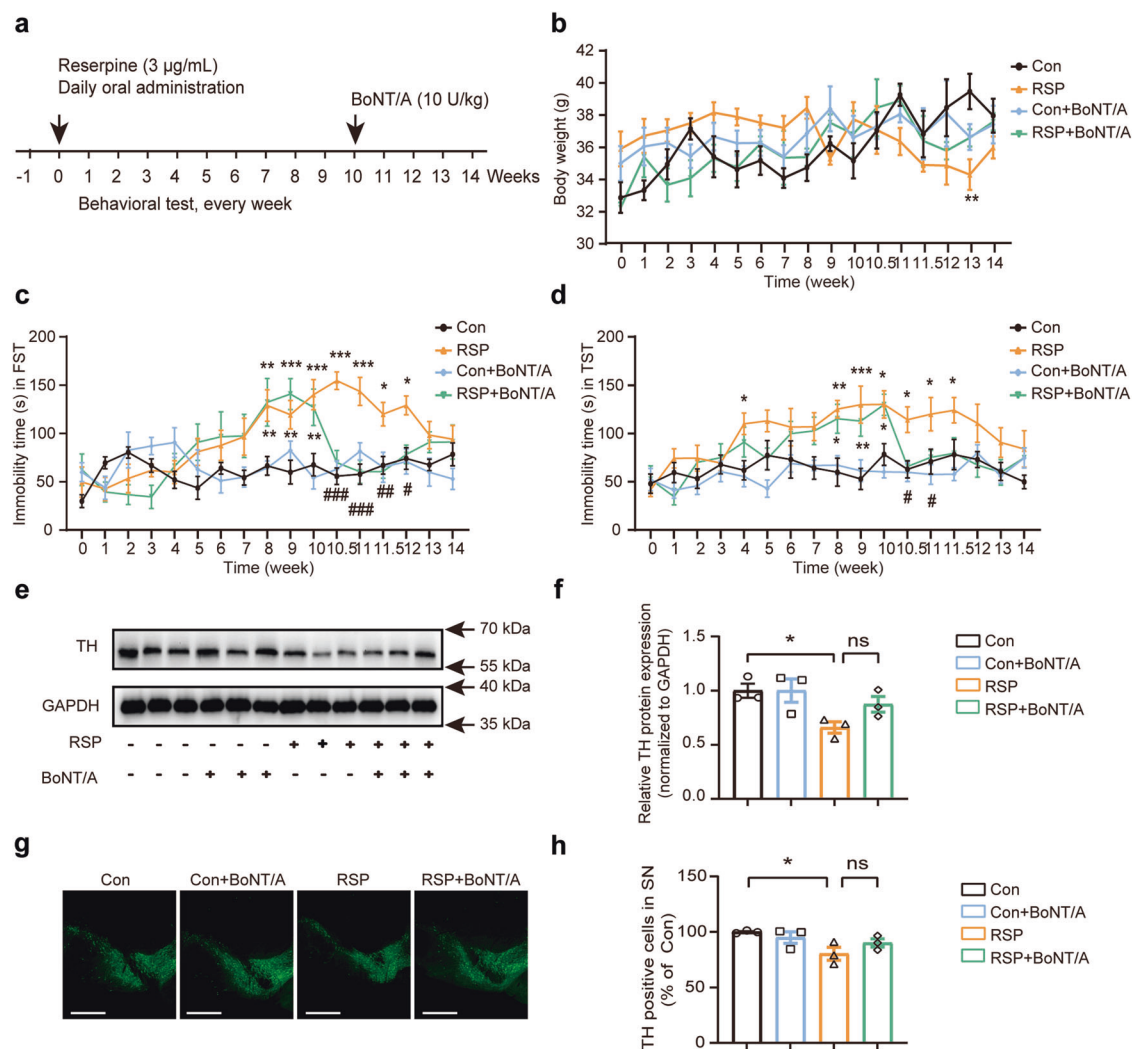 a
Reserpine (3 µg/mL)
Daily oral administration
BoNT/A (10 U/kg)
-1 0 1 2 3 4 5 6 7 8 9 10 11 12 13 14 Weeks
Behavioral test, every week
b
Body weight (g)
42
40
38
36
34
32
30
**
0 1 2 3 4 5 6 7 8 9 10 10.5 11 11.5 12 13 14
Time (week)
Con
RSP
Con+BoNT/A
RSP+BoNT/A
c
Immobility time (s) in FST
200
150
100
50
0
** *** *** *** *** * *
** ** **
### ### ## #
0 1 2 3 4 5 6 7 8 9 10 10.5 11 11.5 12 13 14
Time (week)
Con
RSP
Con+BoNT/A
RSP+BoNT/A
d
Immobility time (s) in TST
200
150
100
50
0
* ** *** * * * *
* ** *
# #
0 1 2 3 4 5 6 7 8 9 10 10.5 11 11.5 12 13 14
Time (week)
Con
RSP
Con+BoNT/A
RSP+BoNT/A
e
TH
70 kDa
55 kDa
GAPDH
40 kDa
35 kDa
RSP - - - - - - + + + + + +
BoNT/A - - - + + + - - - + + +
f
Relative TH protein expression
(normalized to GAPDH)
1.5
1.0
0.5
0.0
* ns
Con
Con+BoNT/A
RSP
RSP+BoNT/A
g
Con Con+BoNT/A RSP RSP+BoNT/A
h
TH positive cells in SN
(% of Con)
150
100
50
0
* ns
Con
Con+BoNT/A
RSP
RSP+BoNT/A